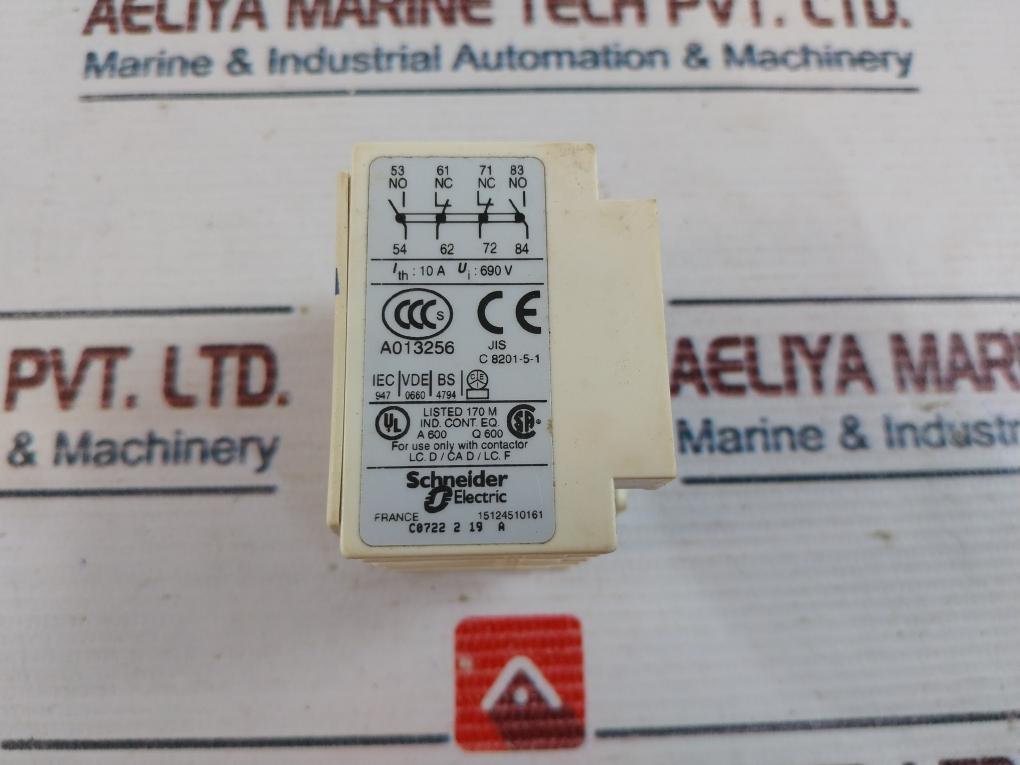 AELIYA MARINE TECH PVT. LTD.
Marine & Industrial Automation & Machinery
53 61 71 83
NO NC NC NO
54 62 72 84
Ith : 10 A Ui : 690 V
CCC S CE
A013256
JIS
C 8201-5-1
IEC VDE BS
947 0660 4794
UL LISTED 170 M SA
IND. CONT. EQ.
A 600 Q 600
For use only with contactor
LC. D / CA D / LC. F
Schneider
Electric
FRANCE 15124510161
C0722 2 19 A
PVT. LTD.
& Machinery
AELIYA MAR
Marine & Industr